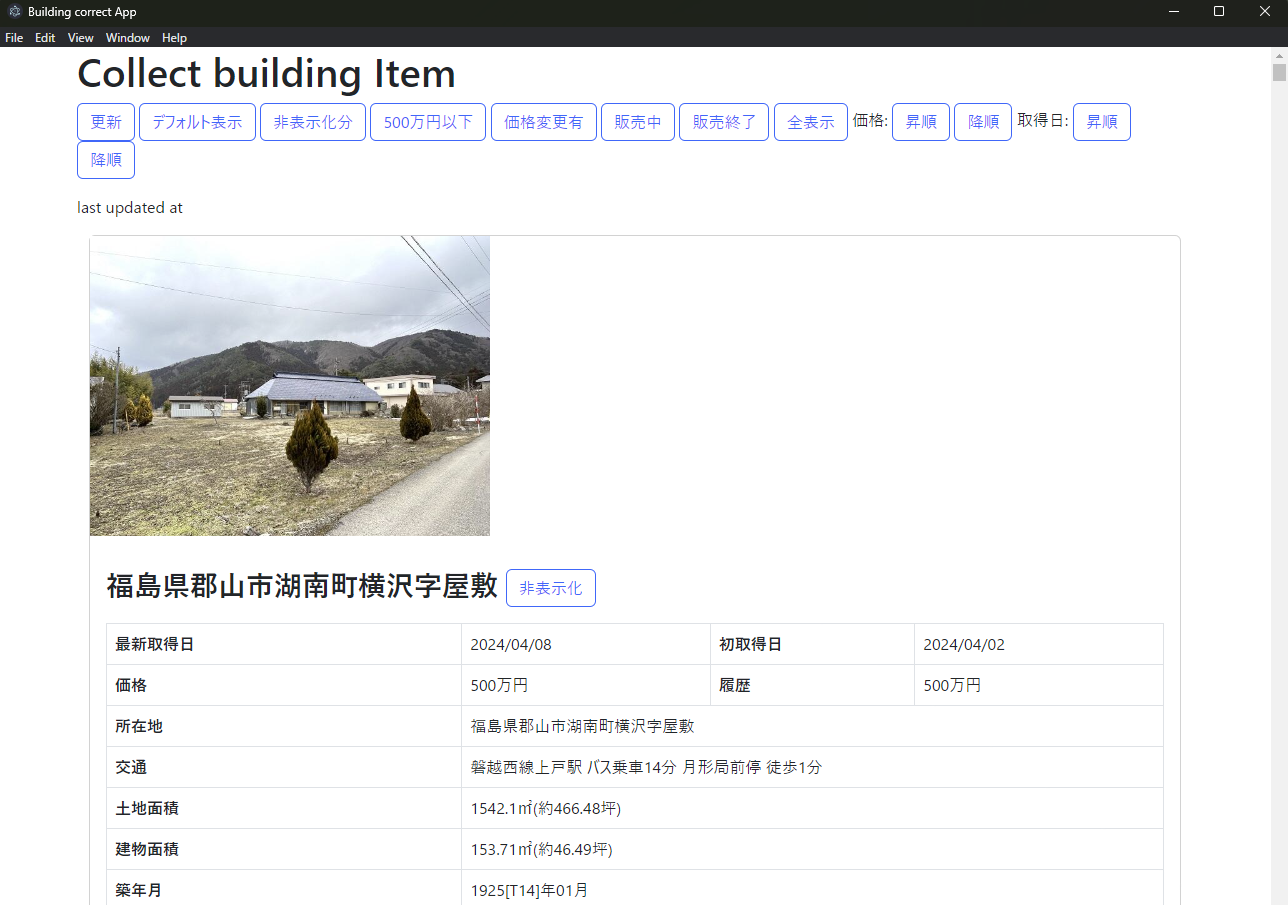 Building correct App
File Edit View Window Help
Collect building Item
更新 デフォルト表示 非表示化分 500万円以下 価格変更有 販売中 販売終了 全表示 価格: 昇順 降順 取得日: 昇順
降順
last updated at
福島県郡山市湖南町横沢字屋敷 非表示化
最新取得日 2024/04/08 初取得日 2024/04/02
価格 500万円 履歴 500万円
所在地 福島県郡山市湖南町横沢字屋敷
交通 磐越西線上戸駅 バス乗車14分 月形局前停 徒歩1分
土地面積 1542.1㎡(約466.48坪)
建物面積 153.71㎡(約46.49坪)
築年月 1925[T14]年01月